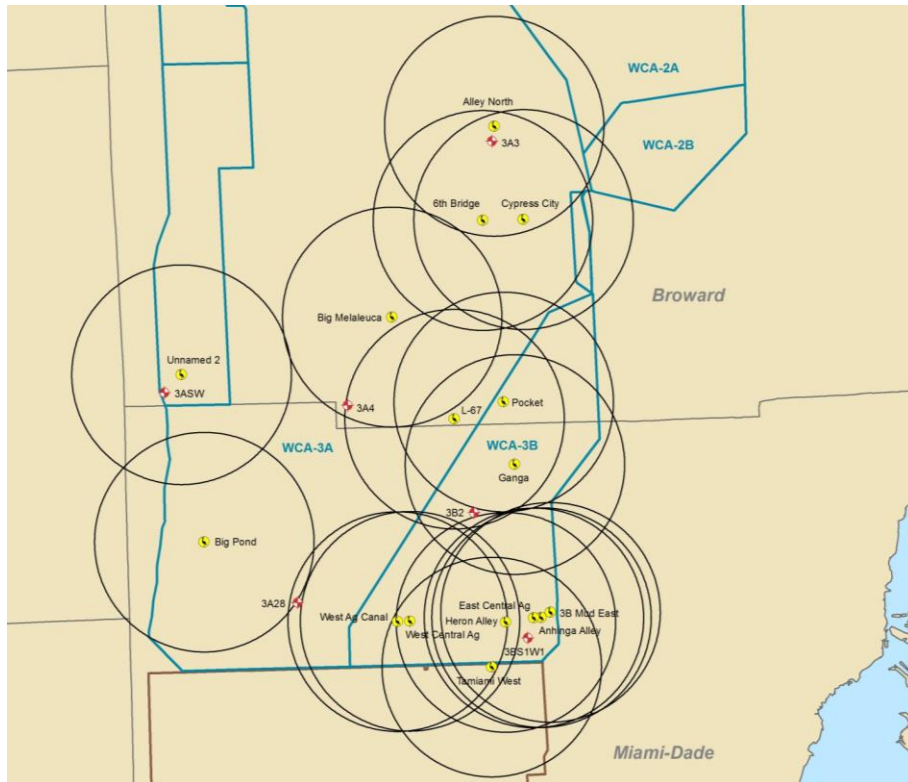 WCA-2A
Alley North
3A3
WCA-2B
6th Bridge
Cypress City
Broward
Big Melaleuca
Unnamed 2
3ASW
3A4
Pocket
L-67
WCA-3A
WCA-3B
Ganga
3B2
Big Pond
3A28
East Central Ag
3B Mud East
West Ag Canal
Heron Alley
Anhinga Alley
West Central Ag
3BS1W1
Tamiami West
Miami-Dade